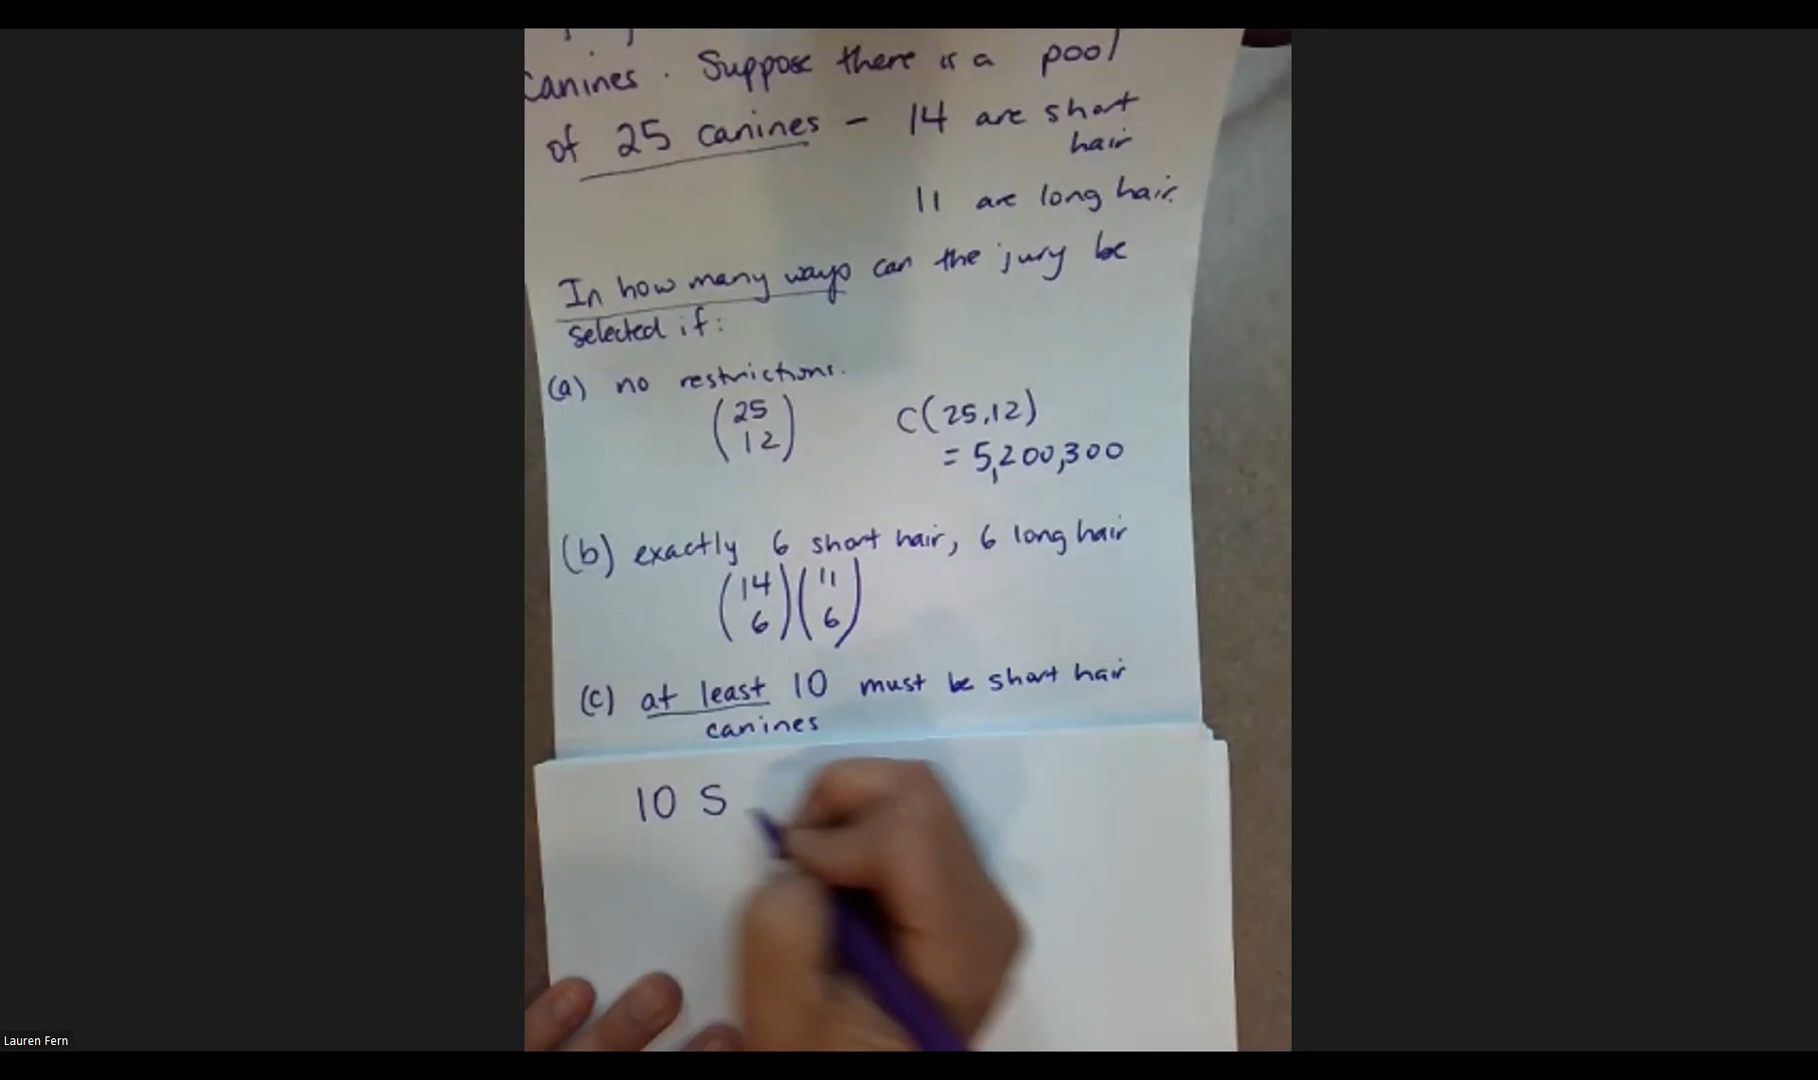 canines. Suppose there is a pool
of 25 canines - 14 are short
hair
11 are long hair.
In how many ways can the jury be
selected if:
(a) no restrictions.
(25 12) C(25,12)
= 5,200,300
(b) exactly 6 short hair, 6 long hair
(14 6)(11 6)
(c) at least 10 must be short hair
canines
10 S
Lauren Fern